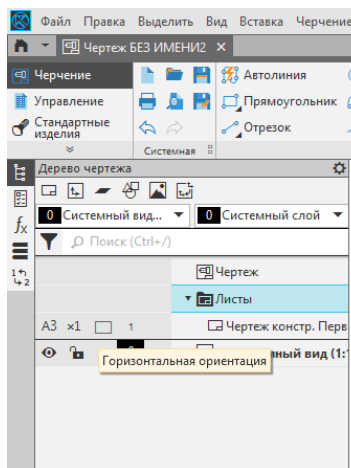 Файл Правка Выделить Вид Вставка Черчение
Чертеж БЕЗ ИМЕНИ2 ×
Черчение
Автолиния
Управление
Прямоугольник
Стандартные изделия
Отрезок
Системная
Дерево чертежа
0 Системный вид... 0 Системный слой
Поиск (Ctrl+/)
Чертеж
Листы
А3 ×1 1 Чертеж констр. Перв
ный вид (1:1
Горизонтальная ориентация